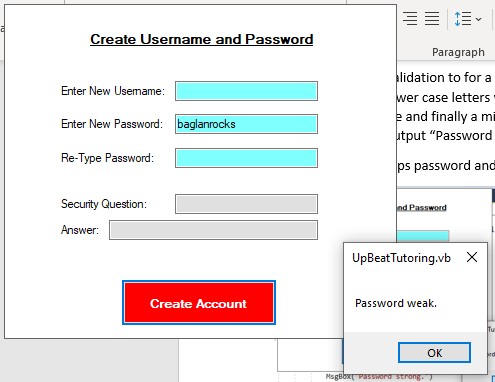 Create Username and Password
Paragraph
Enter New Username:
alidation to for a
wer case letters
Enter New Password: baglanrocks
e and finally a mi
utput "Password
Re-Type Password:
ps password and
Security Question:
nd Password
Answer:
UpBeatTutoring.vb
Password weak.
Create Account
OK
MsgBox("Password strong.")